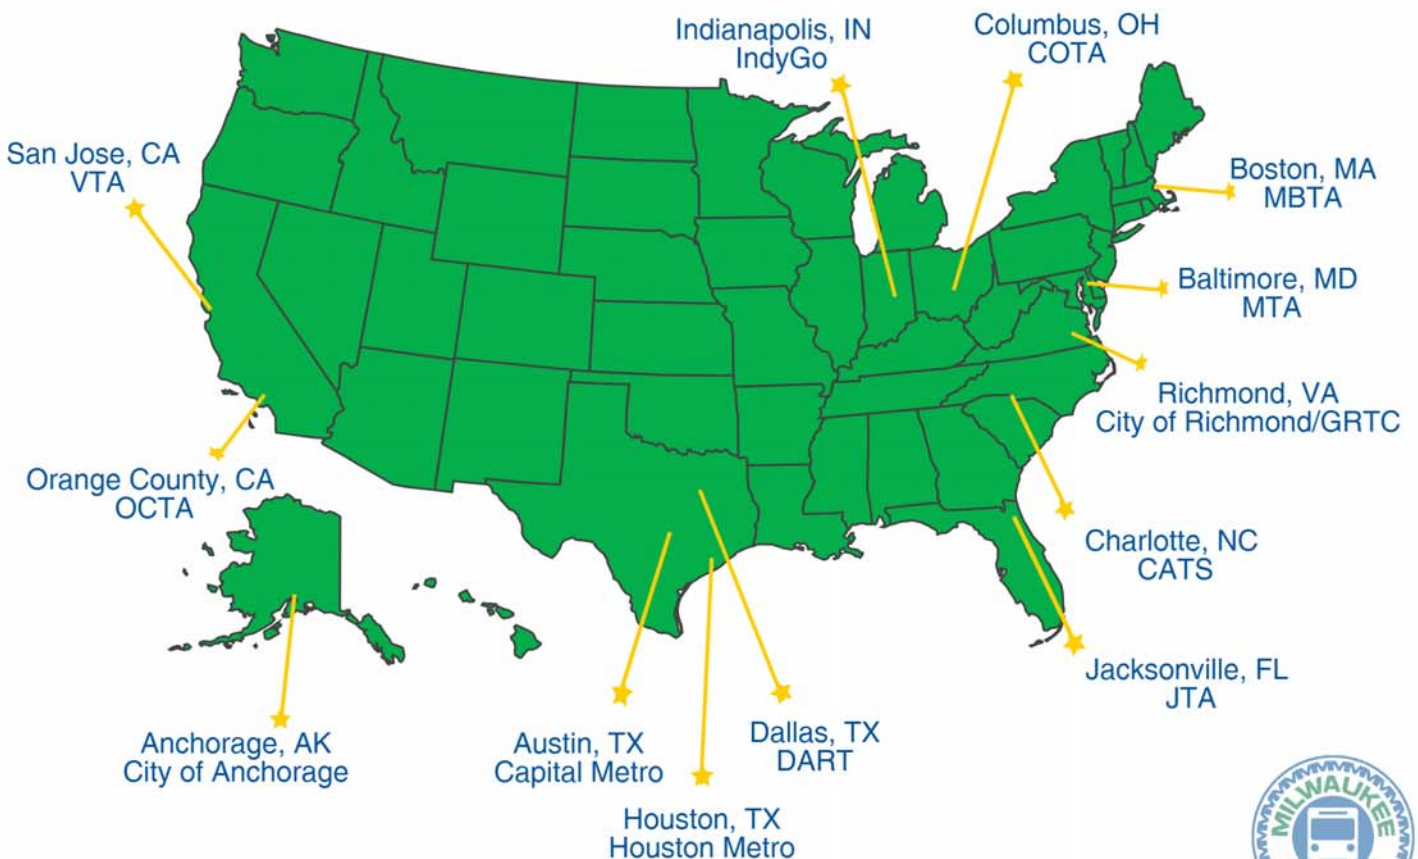 Indianapolis, IN
IndyGo
Columbus, OH
COTA
San Jose, CA
VTA
Boston, MA
MBTA
Baltimore, MD
MTA
Richmond, VA
City of Richmond/GRTC
Orange County, CA
OCTA
Charlotte, NC
CATS
Jacksonville, FL
JTA
Anchorage, AK
City of Anchorage
Austin, TX
Capital Metro
Dallas, TX
DART
Houston, TX
Houston Metro
MILWAUKEE